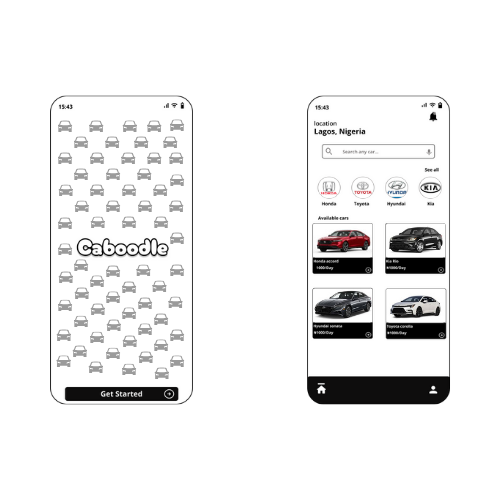 15:43
Caboodle
Get Started
15:43
location
Lagos, Nigeria
Search any car...
See all
HONDA
TOYOTA
HYUNDAI
KIA
Honda
Toyota
Hyundai
Kia
Available cars
Honda accord
Kia Rio
₦1000/Day
Hyundai sonata
Toyota corolla
₦1000/Day
₦1000/Day